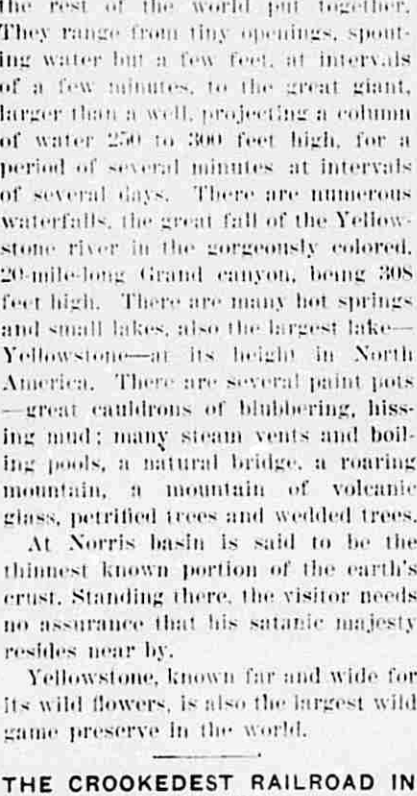 the rest of the world put together.
They range from tiny openings, spout-
ing water but a few feet, at intervals
of a few minutes, to the great giant,
larger than a well, projecting a column
of water 250 to 300 feet high, for a
period of several minutes at intervals
of several days. There are numerous
waterfalls, the great fall of the Yellow-
stone river in the gorgeously colored,
20-mile-long Grand canyon, being 308
feet high. There are many hot springs
and small lakes, also the largest lake—
Yellowstone—at its height in North
America. There are several paint pots
—great cauldrons of blubbering, hiss-
ing mud; many steam vents and boil-
ing pools, a natural bridge, a roaring
mountain, a mountain of volcanic
glass, petrified trees and wedded trees.
At Norris basin is said to be the
thinnest known portion of the earth's
crust. Standing there, the visitor needs
no assurance that his satanic majesty
resides near by.
Yellowstone, known far and wide for
its wild flowers, is also the largest wild
game preserve in the world.
THE CROOKEDEST RAILROAD IN